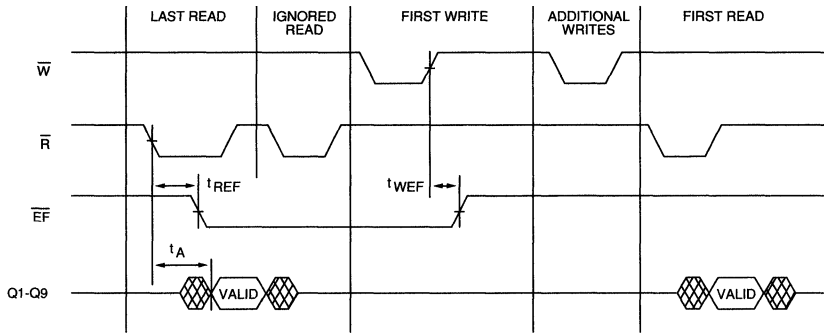 LAST READ
IGNORED
READ
FIRST WRITE
ADDITIONAL
WRITES
FIRST READ
W
R
tREF
tWEF
EF
tA
Q1-Q9
VALID
VALID